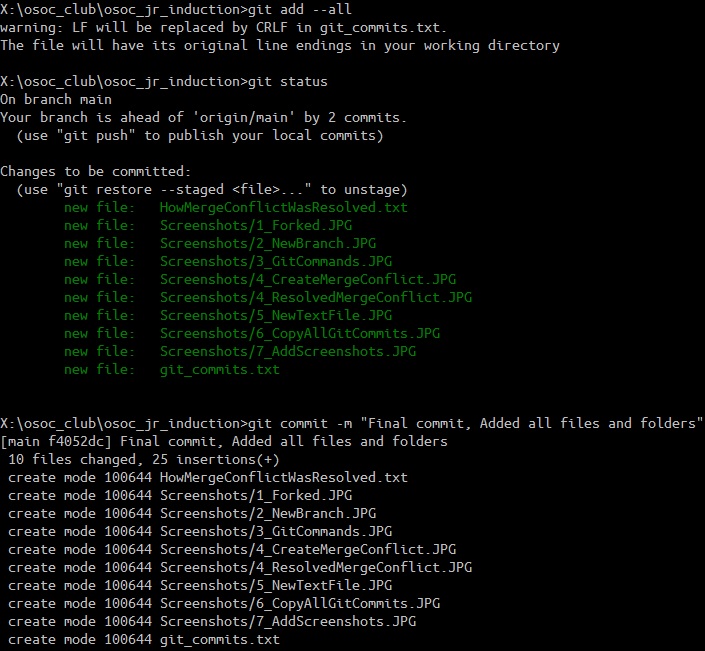 X:\osoc_club\osoc_jr_induction>git add --all
warning: LF will be replaced by CRLF in git_commits.txt.
The file will have its original line endings in your working directory
X:\osoc_club\osoc_jr_induction>git status
On branch main
Your branch is ahead of 'origin/main' by 2 commits.
  (use "git push" to publish your local commits)
Changes to be committed:
  (use "git restore --staged <file>..." to unstage)
        new file:   HowMergeConflictWasResolved.txt
        new file:   Screenshots/1_Forked.JPG
        new file:   Screenshots/2_NewBranch.JPG
        new file:   Screenshots/3_GitCommands.JPG
        new file:   Screenshots/4_CreateMergeConflict.JPG
        new file:   Screenshots/4_ResolvedMergeConflict.JPG
        new file:   Screenshots/5_NewTextFile.JPG
        new file:   Screenshots/6_CopyAllGitCommits.JPG
        new file:   Screenshots/7_AddScreenshots.JPG
        new file:   git_commits.txt
X:\osoc_club\osoc_jr_induction>git commit -m "Final commit, Added all files and folders"
[main f4052dc] Final commit, Added all files and folders
 10 files changed, 25 insertions(+)
 create mode 100644 HowMergeConflictWasResolved.txt
 create mode 100644 Screenshots/1_Forked.JPG
 create mode 100644 Screenshots/2_NewBranch.JPG
 create mode 100644 Screenshots/3_GitCommands.JPG
 create mode 100644 Screenshots/4_CreateMergeConflict.JPG
 create mode 100644 Screenshots/4_ResolvedMergeConflict.JPG
 create mode 100644 Screenshots/5_NewTextFile.JPG
 create mode 100644 Screenshots/6_CopyAllGitCommits.JPG
 create mode 100644 Screenshots/7_AddScreenshots.JPG
 create mode 100644 git_commits.txt